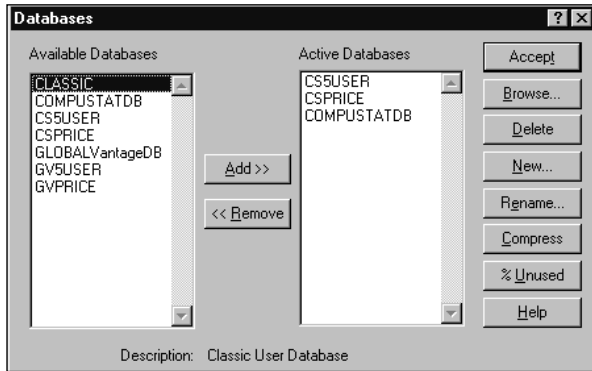 Databases
Available Databases
CLASSIC
COMPUSTATDB
CS5USER
CSPRICE
GLOBALVantageDB
GV5USER
GVPRICE
Add >>
<< Remove
Active Databases
CS5USER
CSPRICE
COMPUSTATDB
Accept
Browse...
Delete
New...
Rename...
Compress
% Unused
Help
Description: Classic User Database